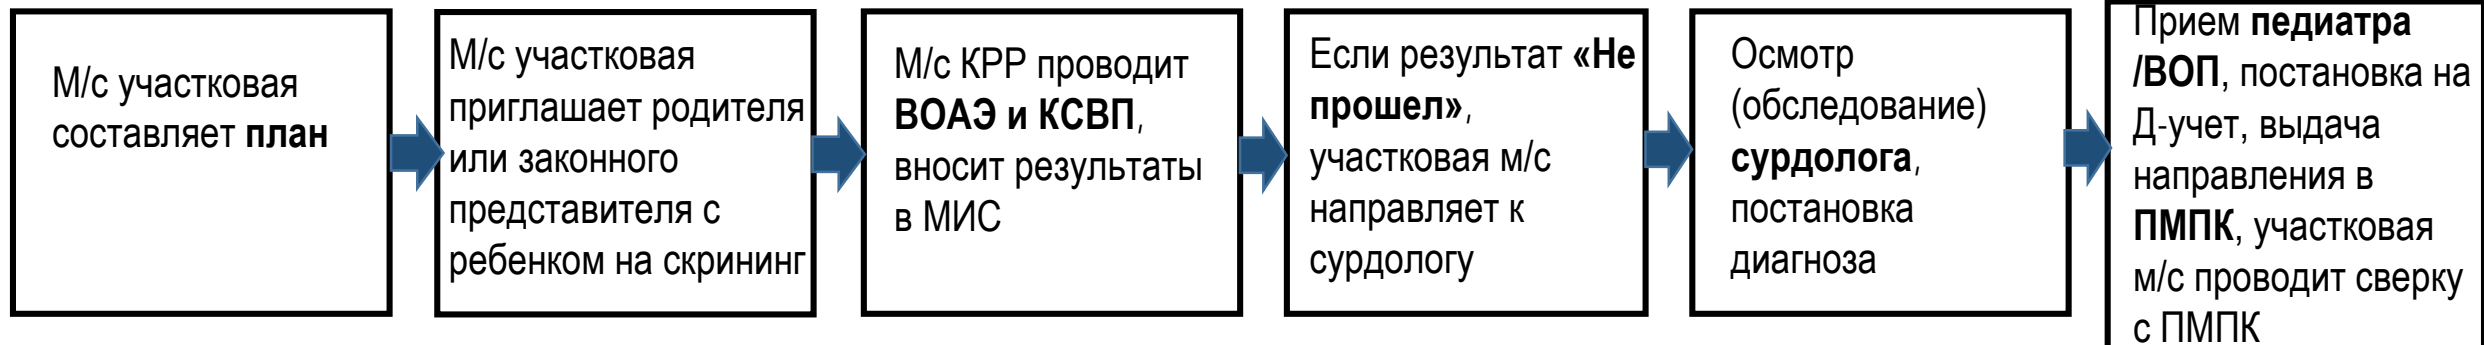 М/с участковая
составляет план
М/с участковая
приглашает родителя
или законного
представителя с
ребенком на скрининг
М/с КРР проводит
ВОАЭ и КСВП,
вносит результаты
в МИС
Если результат «Не
прошел»,
участковая м/с
направляет к
сурдологу
Осмотр
(обследование)
сурдолога,
постановка
диагноза
Прием педиатра
/ВОП, постановка на
Д-учет, выдача
направления в
ПМПК, участковая
м/с проводит сверку
с ПМПК